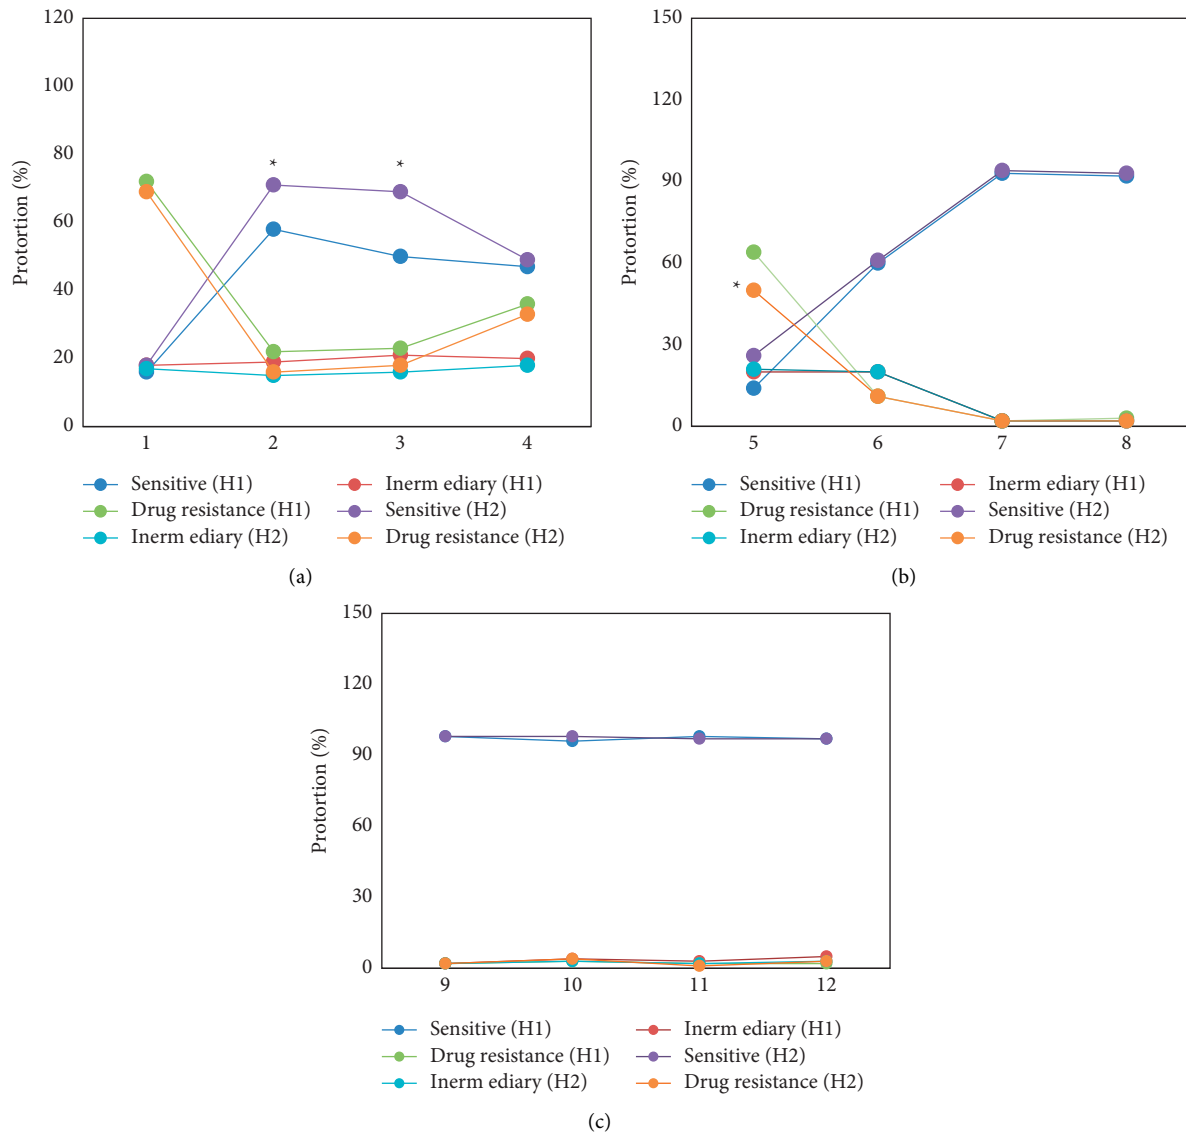 120
100
80
60
40
20
0
Protortion (%)
*
*
1 2 3 4
Sensitive (H1)
Inerm ediary (H1)
Drug resistance (H1)
Sensitive (H2)
Inerm ediary (H2)
Drug resistance (H2)
(a)
150
120
90
60
30
0
Protortion (%)
*
5 6 7 8
Sensitive (H1)
Inerm ediary (H1)
Drug resistance (H1)
Sensitive (H2)
Inerm ediary (H2)
Drug resistance (H2)
(b)
150
120
90
60
30
0
Protortion (%)
9 10 11 12
Sensitive (H1)
Inerm ediary (H1)
Drug resistance (H1)
Sensitive (H2)
Inerm ediary (H2)
Drug resistance (H2)
(c)